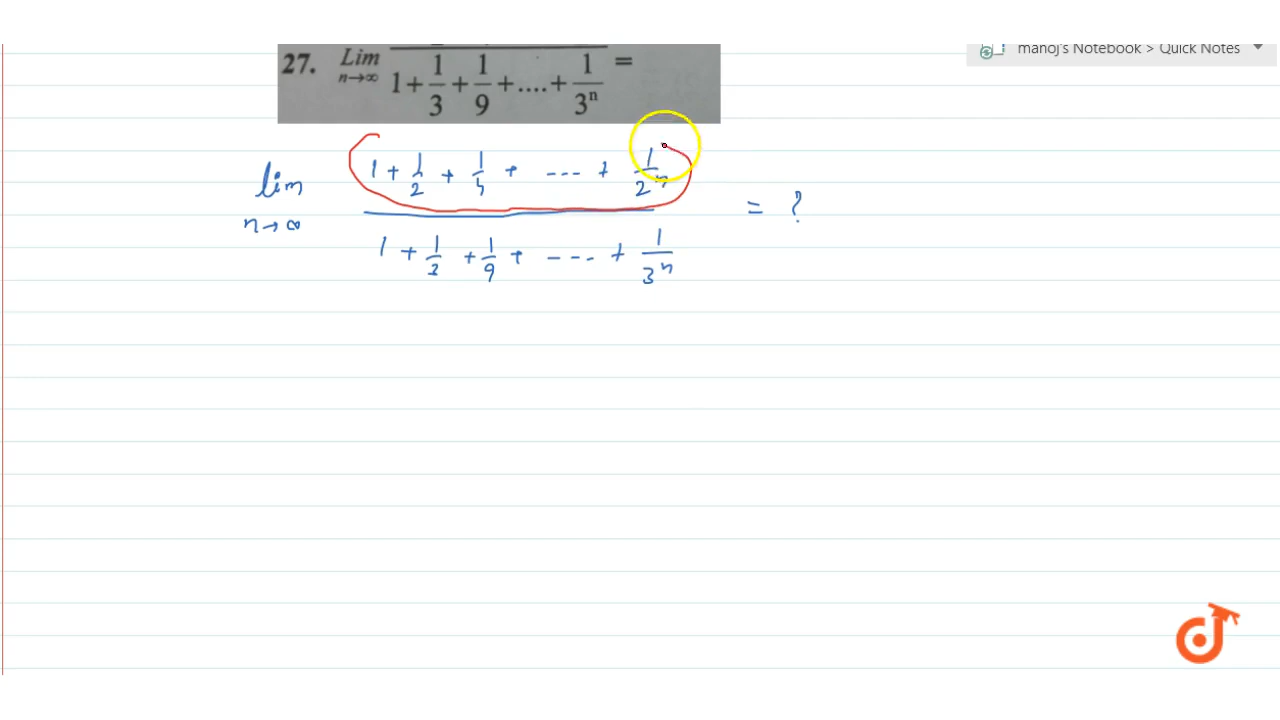 manoj's Notebook > Quick Notes
27. Lim n→∞ 1 + 1/3 + 1/9 + .... + 1/3ⁿ =
lim n→∞ 1 + 1/2 + 1/4 + --- + 1/2ⁿ = ?
1 + 1/3 + 1/9 + --- + 1/3ⁿ